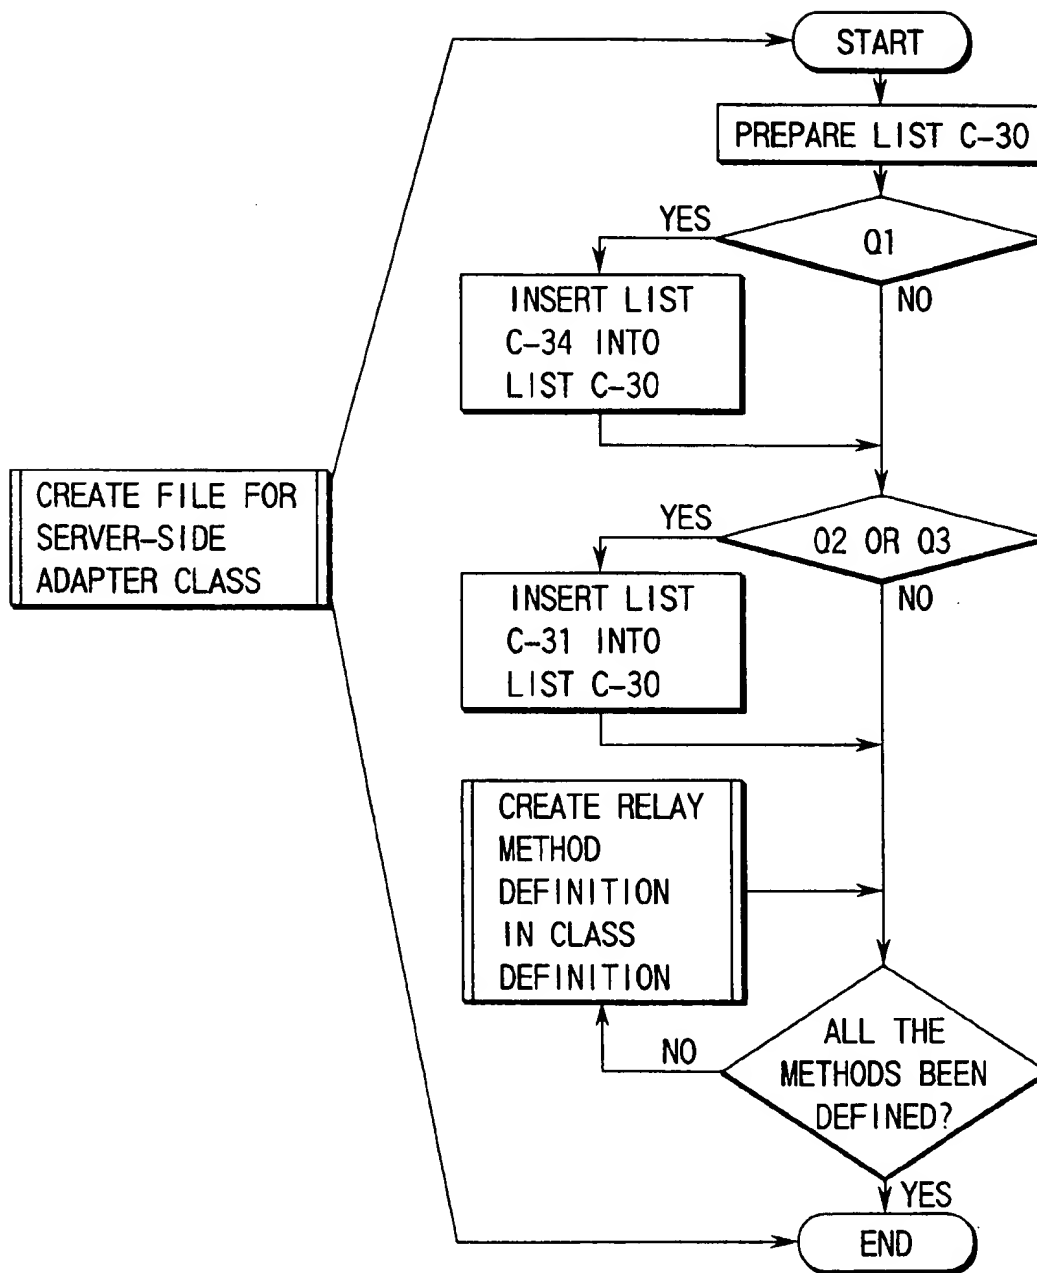 START
PREPARE LIST C-30
YES
Q1
NO
INSERT LIST
C-34 INTO
LIST C-30
CREATE FILE FOR
SERVER-SIDE
ADAPTER CLASS
YES
Q2 OR Q3
NO
INSERT LIST
C-31 INTO
LIST C-30
CREATE RELAY
METHOD
DEFINITION
IN CLASS
DEFINITION
NO
ALL THE
METHODS BEEN
DEFINED?
YES
END